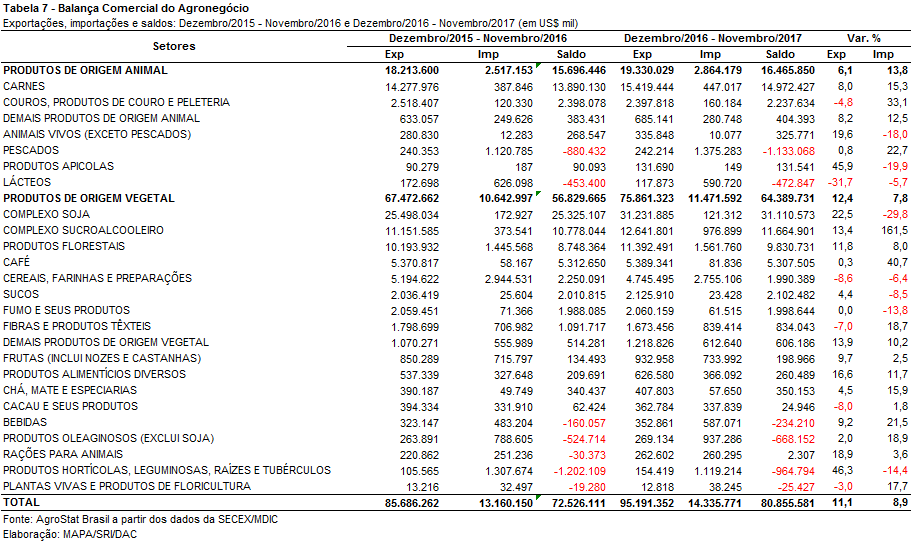 Tabela 7 - Balança Comercial do Agronegócio
Exportações, importações e saldos: Dezembro/2015 - Novembro/2016 e Dezembro/2016 - Novembro/2017 (em US$ mil)
Setores Dezembro/2015 - Novembro/2016 Dezembro/2016 - Novembro/2017 Var. %
Exp Imp Saldo Exp Imp Saldo Exp Imp
PRODUTOS DE ORIGEM ANIMAL 18.213.600 2.517.153 15.696.446 19.330.029 2.864.179 16.465.850 6,1 13,8
CARNES 14.277.976 387.846 13.890.130 15.419.444 447.017 14.972.427 8,0 15,3
COUROS, PRODUTOS DE COURO E PELETERIA 2.518.407 120.330 2.398.078 2.397.818 160.184 2.237.634 -4,8 33,1
DEMAIS PRODUTOS DE ORIGEM ANIMAL 633.057 249.626 383.431 685.141 280.748 404.393 8,2 12,5
ANIMAIS VIVOS (EXCETO PESCADOS) 280.830 12.283 268.547 335.848 10.077 325.771 19,6 -18,0
PESCADOS 240.353 1.120.785 -880.432 242.214 1.375.283 -1.133.068 0,8 22,7
PRODUTOS APICOLAS 90.279 187 90.093 131.690 149 131.541 45,9 -19,9
LÁCTEOS 172.698 626.098 -453.400 117.873 590.720 -472.847 -31,7 -5,7
PRODUTOS DE ORIGEM VEGETAL 67.472.662 10.642.997 56.829.665 75.861.323 11.471.592 64.389.731 12,4 7,8
COMPLEXO SOJA 25.498.034 172.927 25.325.107 31.231.885 121.312 31.110.573 22,5 -29,8
COMPLEXO SUCROALCOOLEIRO 11.151.585 373.541 10.778.044 12.641.801 976.899 11.664.901 13,4 161,5
PRODUTOS FLORESTAIS 10.193.932 1.445.568 8.748.364 11.392.491 1.561.760 9.830.731 11,8 8,0
CAFÉ 5.370.817 58.167 5.312.650 5.389.341 81.836 5.307.505 0,3 40,7
CEREAIS, FARINHAS E PREPARAÇÕES 5.194.622 2.944.531 2.250.091 4.745.495 2.755.106 1.990.389 -8,6 -6,4
SUCOS 2.036.419 25.604 2.010.815 2.125.910 23.428 2.102.482 4,4 -8,5
FUMO E SEUS PRODUTOS 2.059.451 71.366 1.988.085 2.060.159 61.515 1.998.644 0,0 -13,8
FIBRAS E PRODUTOS TÊXTEIS 1.798.699 706.982 1.091.717 1.673.456 839.414 834.043 -7,0 18,7
DEMAIS PRODUTOS DE ORIGEM VEGETAL 1.070.271 555.989 514.281 1.218.826 612.640 606.186 13,9 10,2
FRUTAS (INCLUI NOZES E CASTANHAS) 850.289 715.797 134.493 932.958 733.992 198.966 9,7 2,5
PRODUTOS ALIMENTÍCIOS DIVERSOS 537.339 327.648 209.691 626.580 366.092 260.489 16,6 11,7
CHÁ, MATE E ESPECIARIAS 390.187 49.749 340.437 407.803 57.650 350.153 4,5 15,9
CACAU E SEUS PRODUTOS 394.334 331.910 62.424 362.784 337.839 24.946 -8,0 1,8
BEBIDAS 323.147 483.204 -160.057 352.861 587.071 -234.210 9,2 21,5
PRODUTOS OLEAGINOSOS (EXCLUI SOJA) 263.891 788.605 -524.714 269.134 937.286 -668.152 2,0 18,9
RAÇÕES PARA ANIMAIS 220.862 251.236 -30.373 262.602 260.295 2.307 18,9 3,6
PRODUTOS HORTÍCOLAS, LEGUMINOSAS, RAÍZES E TUBÉRCULOS 105.565 1.307.674 -1.202.109 154.419 1.119.214 -964.794 46,3 -14,4
PLANTAS VIVAS E PRODUTOS DE FLORICULTURA 13.216 32.497 -19.280 12.818 38.245 -25.427 -3,0 17,7
TOTAL 85.686.262 13.160.150 72.526.111 95.191.352 14.335.771 80.855.581 11,1 8,9
Fonte: AgroStat Brasil a partir dos dados da SECEX/MDIC
Elaboração: MAPA/SRI/DAC